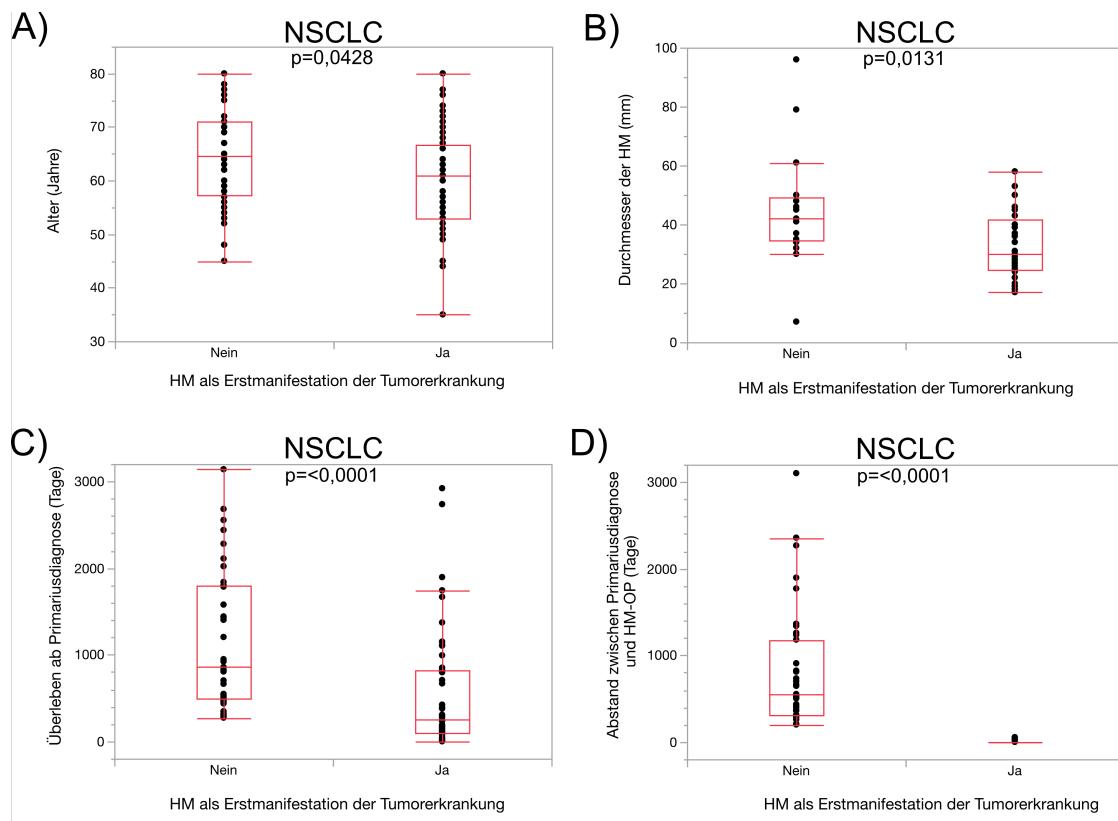 A)
NSCLC
p=0,0428
80
70
60
50
40
30
Alter (Jahre)
Nein
Ja
HM als Erstmanifestation der Tumorerkrankung
B)
NSCLC
p=0,0131
100
80
60
40
20
0
Durchmesser der HM (mm)
Nein
Ja
HM als Erstmanifestation der Tumorerkrankung
C)
NSCLC
p=<0,0001
3000
2000
1000
0
Überleben ab Primariusdiagnose (Tage)
Nein
Ja
HM als Erstmanifestation der Tumorerkrankung
D)
NSCLC
p=<0,0001
3000
2000
1000
0
Abstand zwischen Primariusdiagnose
und HM-OP (Tage)
Nein
Ja
HM als Erstmanifestation der Tumorerkrankung